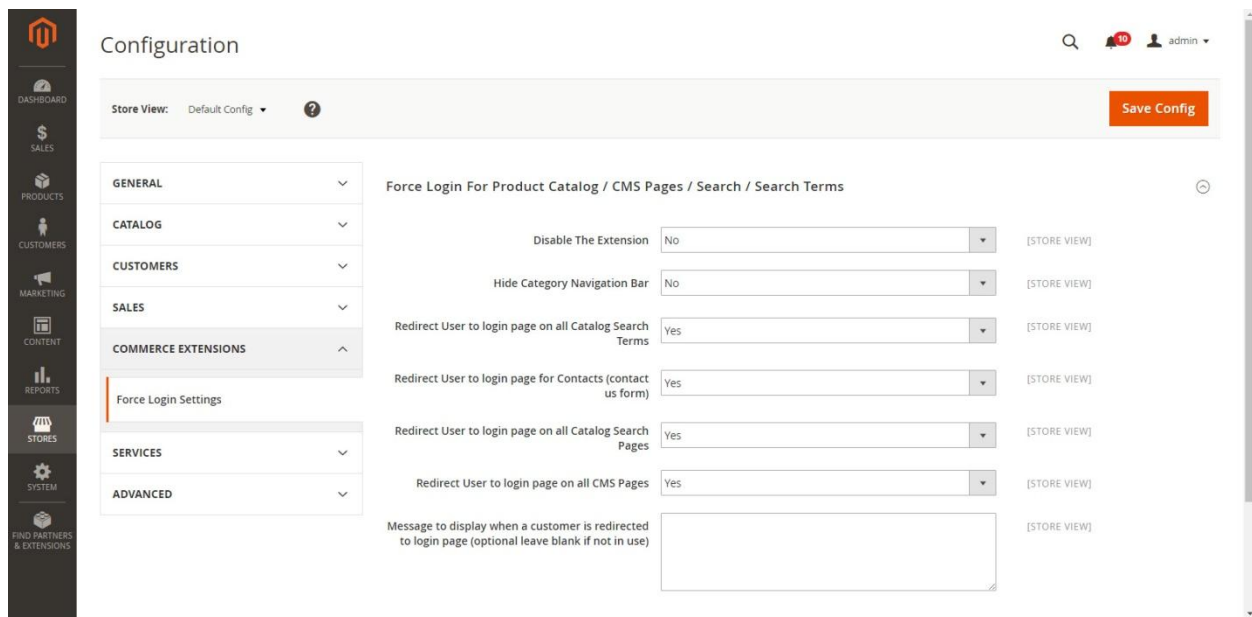 Configuration
10
admin
DASHBOARD
Store View: Default Config ?
Save Config
$
SALES
PRODUCTS
CUSTOMERS
MARKETING
CONTENT
REPORTS
STORES
SYSTEM
FIND PARTNERS
& EXTENSIONS
GENERAL
CATALOG
CUSTOMERS
SALES
COMMERCE EXTENSIONS
Force Login Settings
SERVICES
ADVANCED
Force Login For Product Catalog / CMS Pages / Search / Search Terms
Disable The Extension No [STORE VIEW]
Hide Category Navigation Bar No [STORE VIEW]
Redirect User to login page on all Catalog Search
Terms Yes [STORE VIEW]
Redirect User to login page for Contacts (contact
us form) Yes [STORE VIEW]
Redirect User to login page on all Catalog Search
Pages Yes [STORE VIEW]
Redirect User to login page on all CMS Pages Yes [STORE VIEW]
Message to display when a customer is redirected
to login page (optional leave blank if not in use) [STORE VIEW]